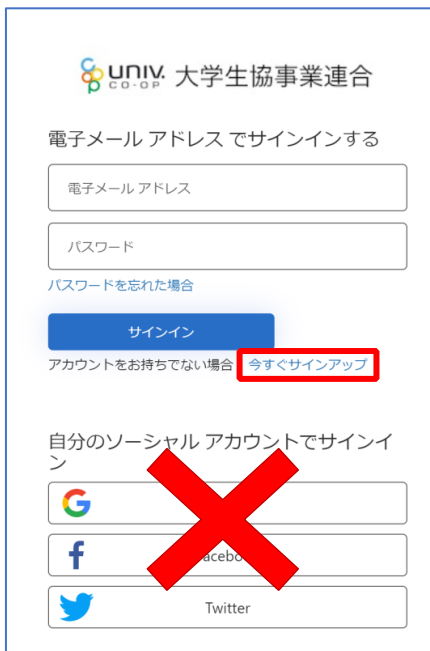 univ. 大学生協事業連合
CO-OP
電子メール アドレス でサインインする
電子メール アドレス
パスワード
パスワードを忘れた場合
サインイン
アカウントをお持ちでない場合 今すぐサインアップ
自分のソーシャル アカウントでサインイ
ン
Twitter